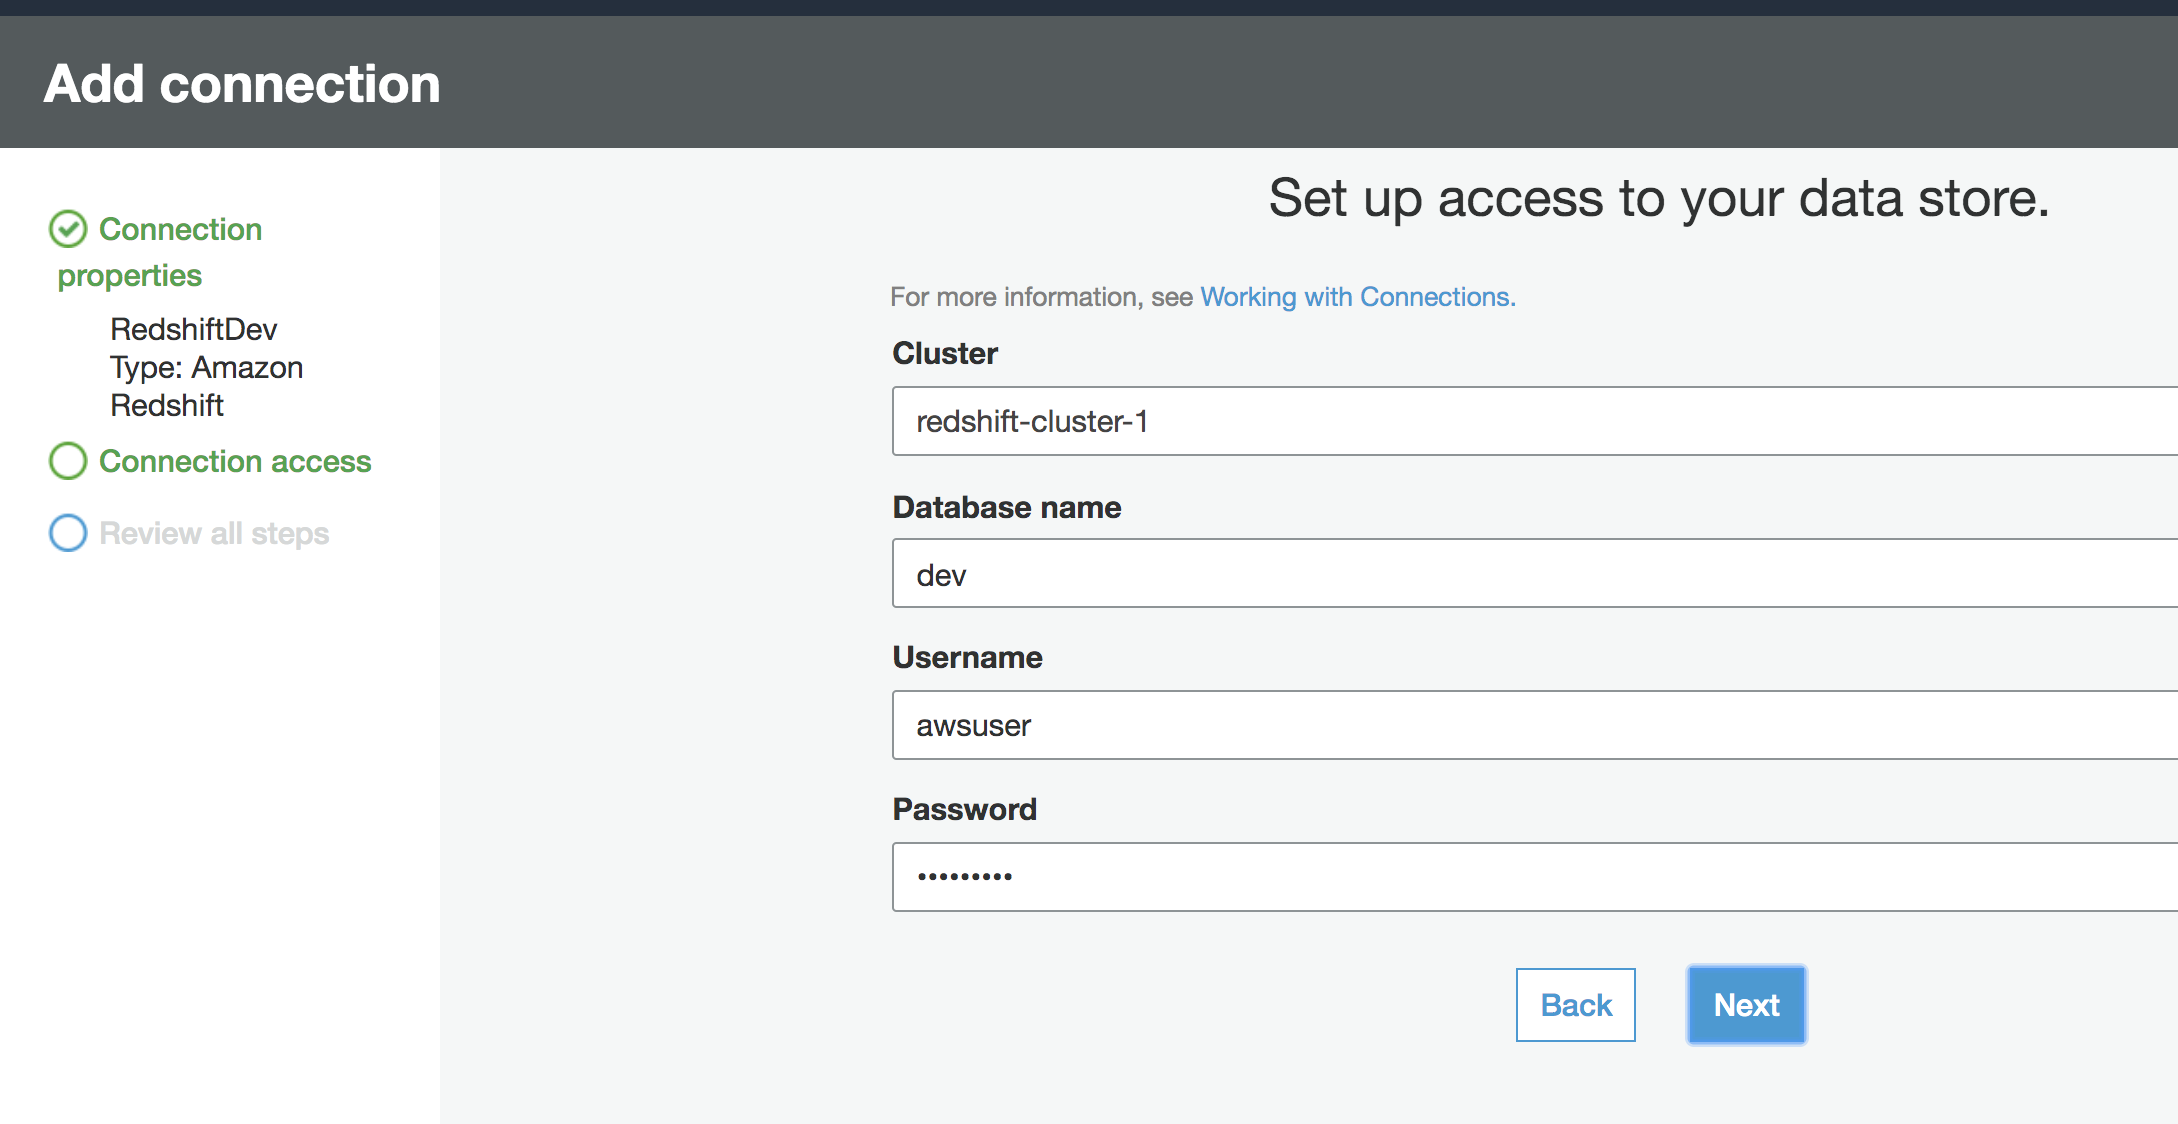 Add connection
Connection
properties
RedshiftDev
Type: Amazon
Redshift
Connection access
Review all steps
Set up access to your data store.
For more information, see Working with Connections.
Cluster
redshift-cluster-1
Database name
dev
Username
awsuser
Password
•••••••••
Back
Next